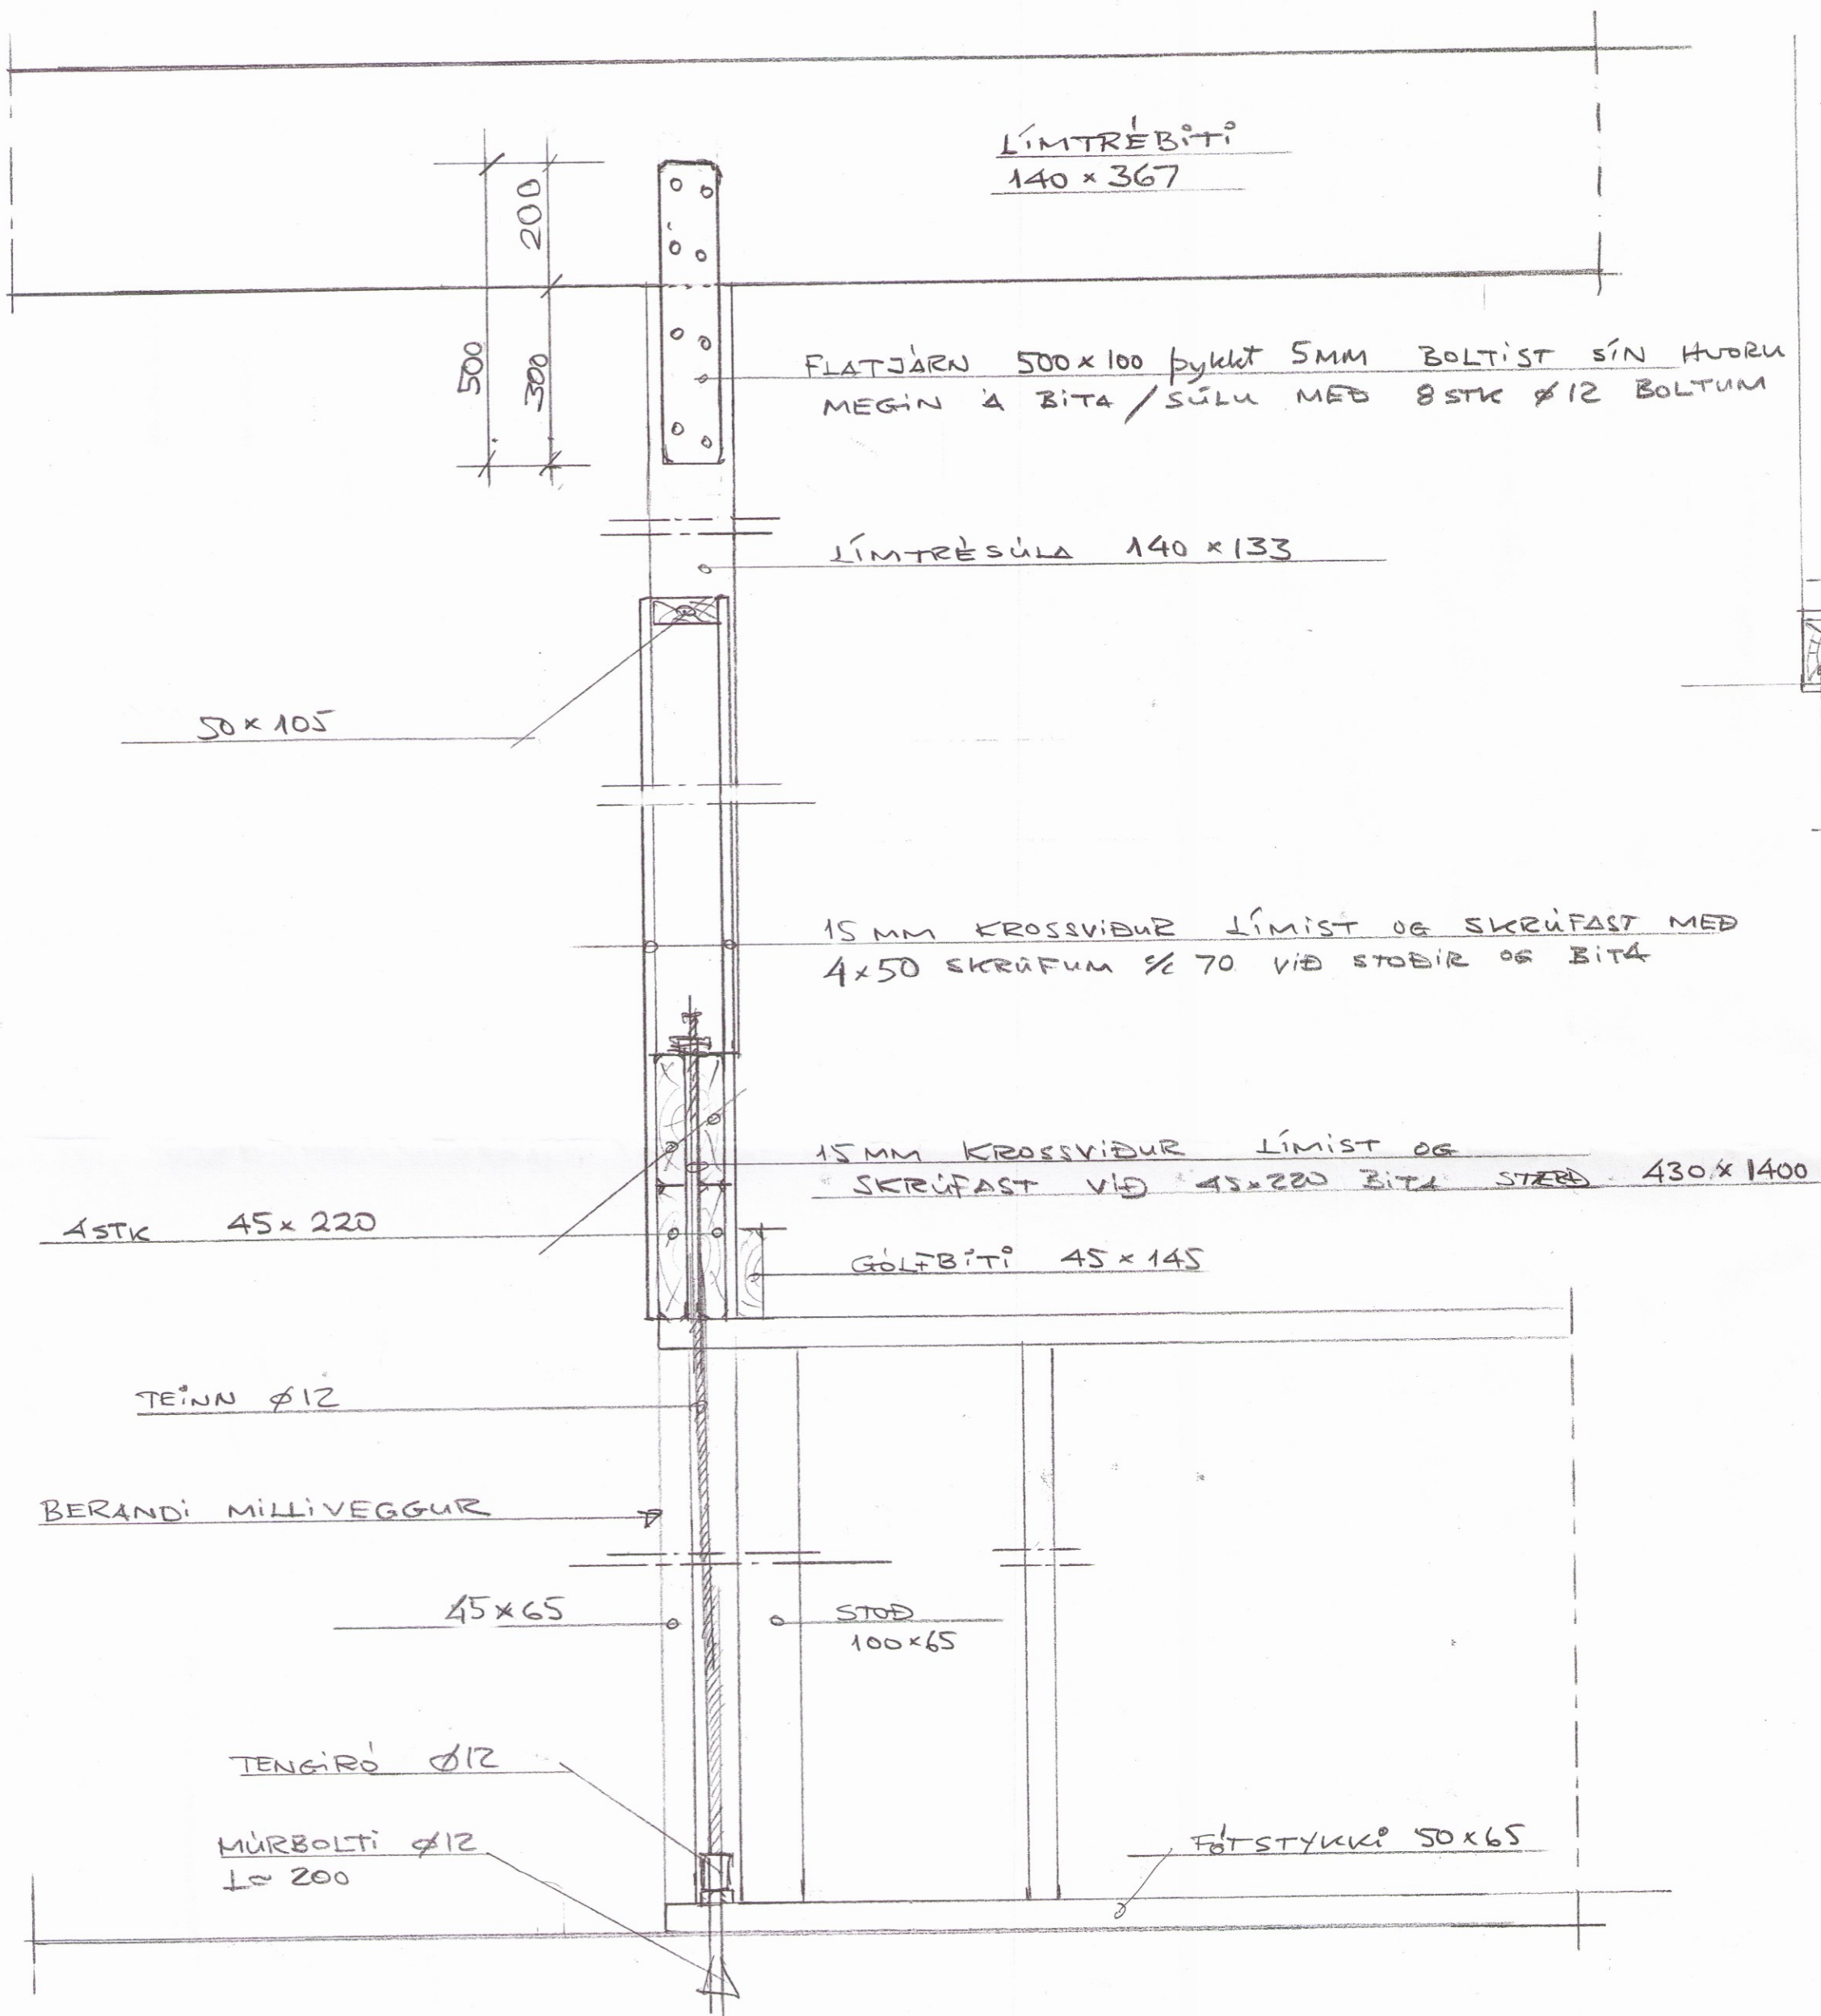 LÍMTRÉBITI
140 × 367
200
500
300
FLATJÁRN 500 × 100 þykkt 5MM BOLTIST SÍN HVORU
MEGIN Á BITA / SÚLU MEÐ 8 STK ø12 BOLTUM
LÍMTRÉSÚLA 140 × 133
50 × 105
15 MM KROSSVIÐUR LÍMIST OG SKRÚFAST MEÐ
4×50 SKRÚFUM c/c 70 VIÐ STOÐIR OG BITA
15 MM KROSSVIÐUR LÍMIST OG
SKRÚFAST VIÐ 45×220 BITA STÆRÐ 430 × 1400
4STK 45 × 220
GÓLFBITI 45 × 145
TEINN ø12
BERANDI MILLIVEGGUR
45×65
STOÐ
100×65
TENGIRÓ ø12
MÚRBOLTI ø12
L~ 200
FÓTSTYKKI 50×65